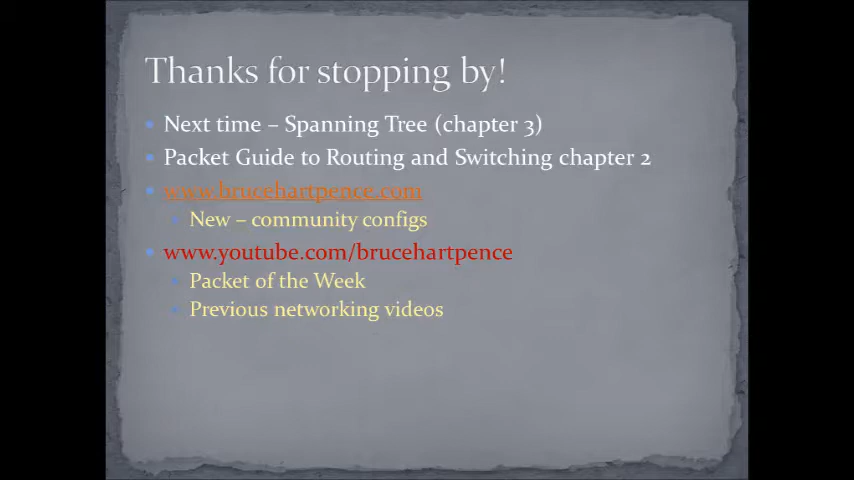 Thanks for stopping by!
Next time – Spanning Tree (chapter 3)
Packet Guide to Routing and Switching chapter 2
www.brucehartpence.com
New – community configs
www.youtube.com/brucehartpence
Packet of the Week
Previous networking videos